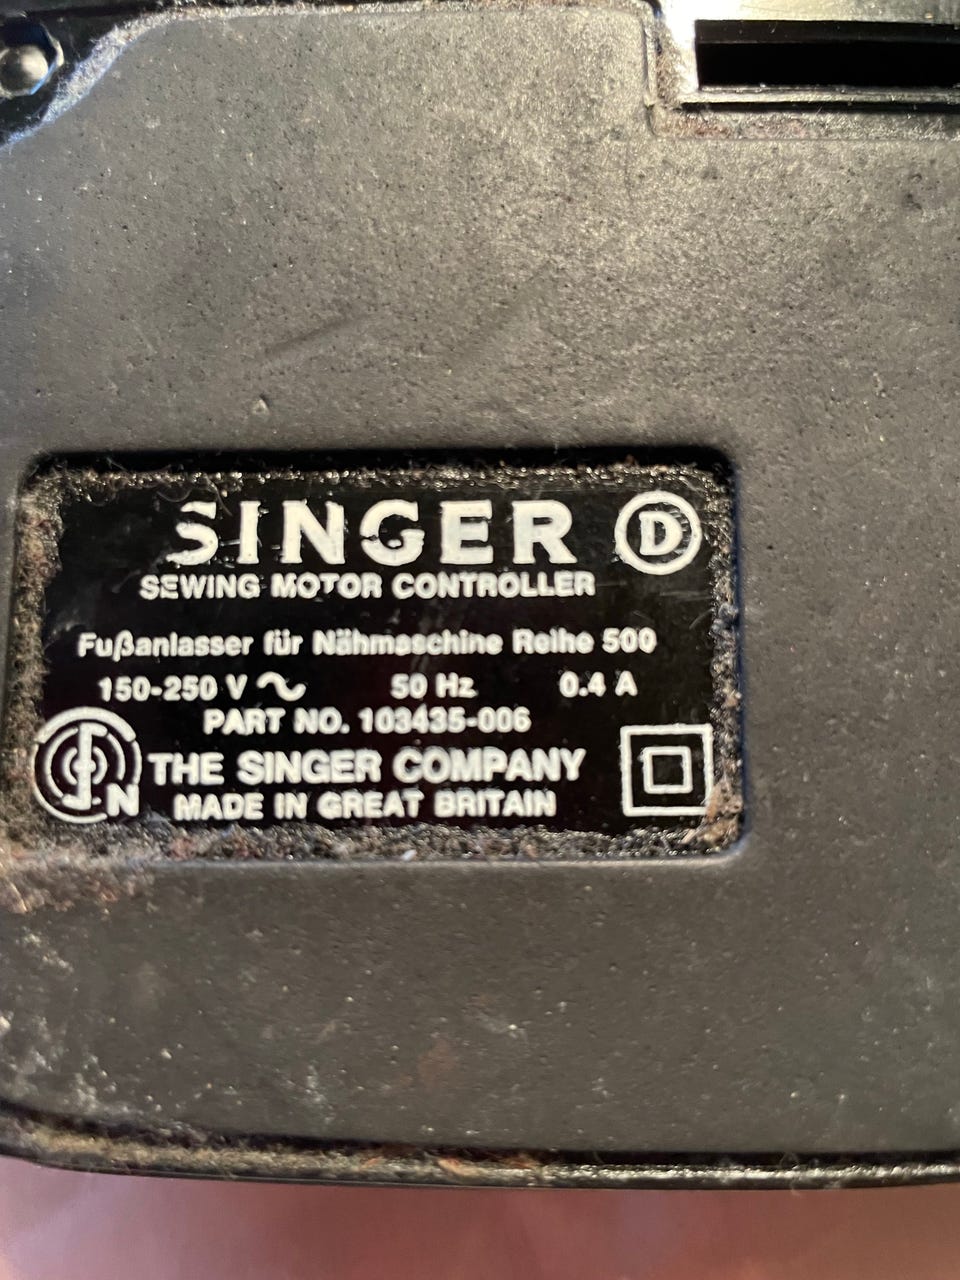 SINGER D
SEWING MOTOR CONTROLLER
Fußanlasser für Nähmaschine Reihe 500
150-250 V ∿ 50 Hz 0.4 A
PART NO. 103435-006
THE SINGER COMPANY
N MADE IN GREAT BRITAIN